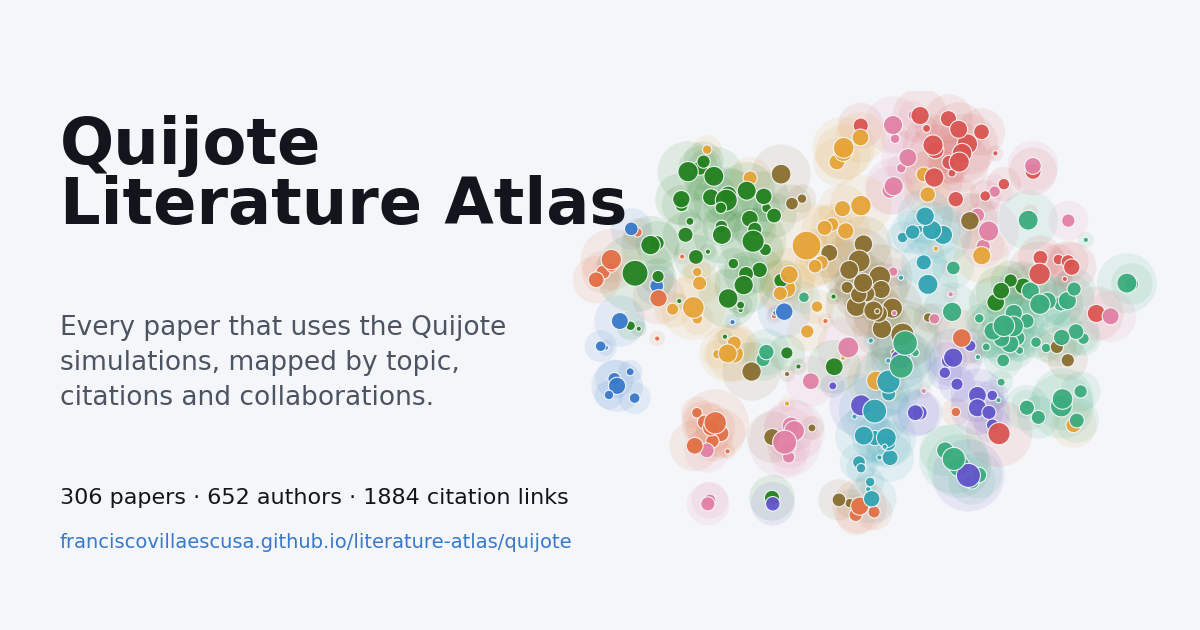 Quijote
Literature Atlas
Every paper that uses the Quijote
simulations, mapped by topic,
citations and collaborations.
306 papers · 652 authors · 1884 citation links
franciscovillaescusa.github.io/literature-atlas/quijote